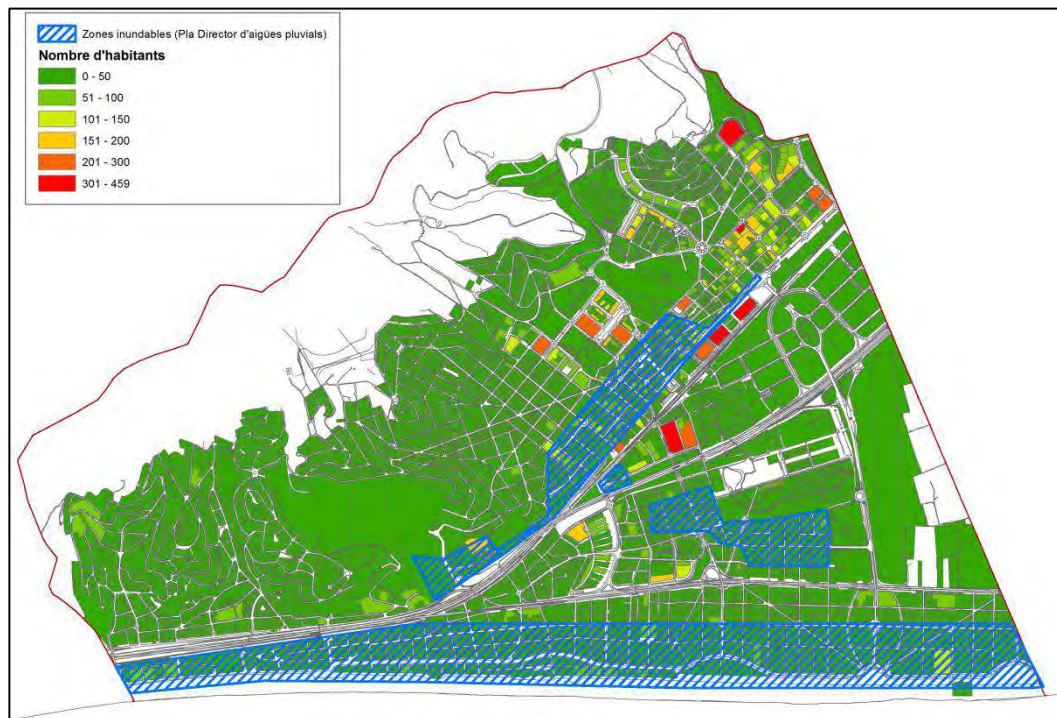 Zones inundables (Pla Director d'aigües pluvials)
Nombre d'habitants
0 - 50
51 - 100
101 - 150
151 - 200
201 - 300
301 - 459